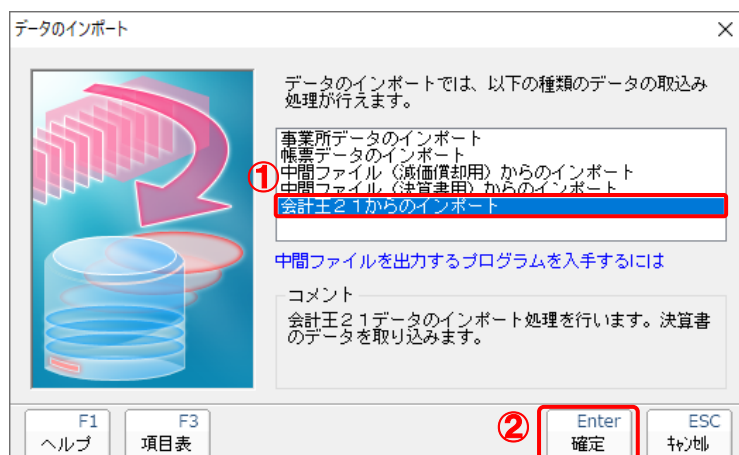 データのインポート
データのインポートでは、以下の種類のデータの取込み
処理が行えます。
事業所データのインポート
帳票データのインポート
中間ファイル（減価償却用）からのインポート
中間ファイル（決算書用）からのインポート
①
会計王２１からのインポート
中間ファイルを出力するプログラムを入手するには
コメント
会計王２１データのインポート処理を行います。決算書
のデータを取り込みます。
F1
ヘルプ
F3
項目表
②
Enter
確定
ESC
ｷｬﾝｾﾙ